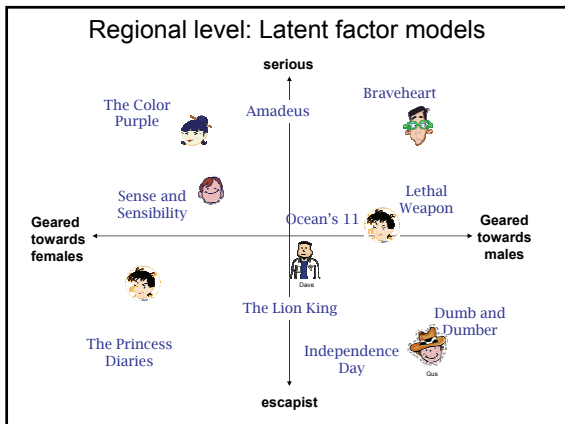 Regional level: Latent factor models
serious
Braveheart
The Color
Purple
Amadeus
Sense and
Sensibility
Lethal
Weapon
Ocean's 11
Geared
towards
females
Geared
towards
males
Dave
The Lion King
Dumb and
Dumber
The Princess
Diaries
Independence
Day
Gus
escapist